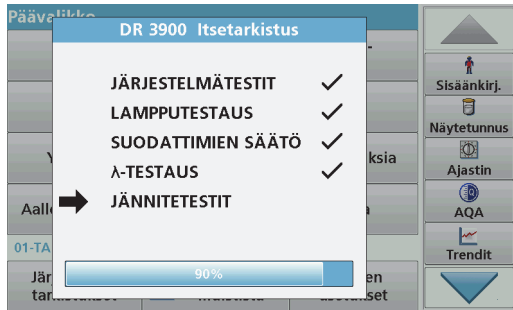 Päävalikko
DR 3900 Itsetarkistus
JÄRJESTELMÄTESTIT
LAMPPUTESTAUS
SUODATTIMIEN SÄÄTÖ
λ-TESTAUS
JÄNNITETESTIT
90%
01-TA
Sisäänkirj.
Näytetunnus
Ajastin
AQA
Trendit